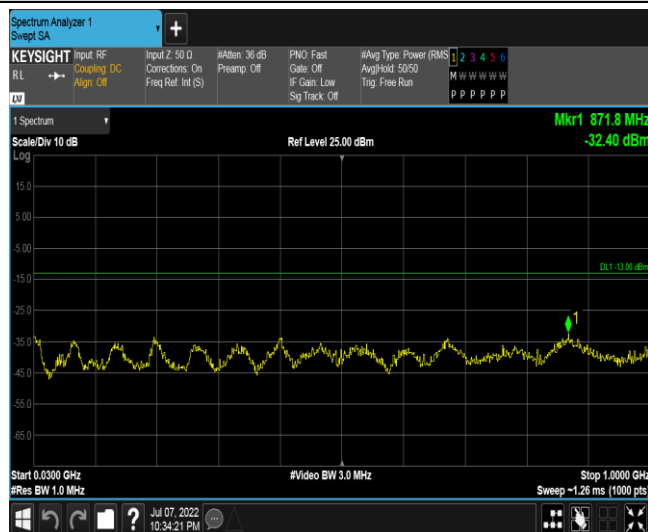 Spectrum Analyzer 1
Swept SA
+
KEYSIGHT Input: RF Input Z: 50 Ω #Atten: 36 dB PNO: Fast #Avg Type: Power (RMS 1 2 3 4 5 6
RL Coupling: DC Corrections: On Preamp: Off Gate: Off Avg|Hold: 50/50 M W W W W W
Align: Off Freq Ref: Int (S) IF Gain: Low Trig: Free Run
Sig Track: Off P P P P P P
LXI
1 Spectrum Mkr1 871.8 MHz
Scale/Div 10 dB Ref Level 25.00 dBm -32.40 dBm
Log
15.0
5.00
-5.00
DL1 -13.00 dBm
-15.0
-25.0
1
-35.0
-45.0
-55.0
-65.0
Start 0.0300 GHz #Video BW 3.0 MHz Stop 1.0000 GHz
#Res BW 1.0 MHz Sweep ~1.26 ms (1000 pts)
? Jul 07, 2022
10:34:21 PM